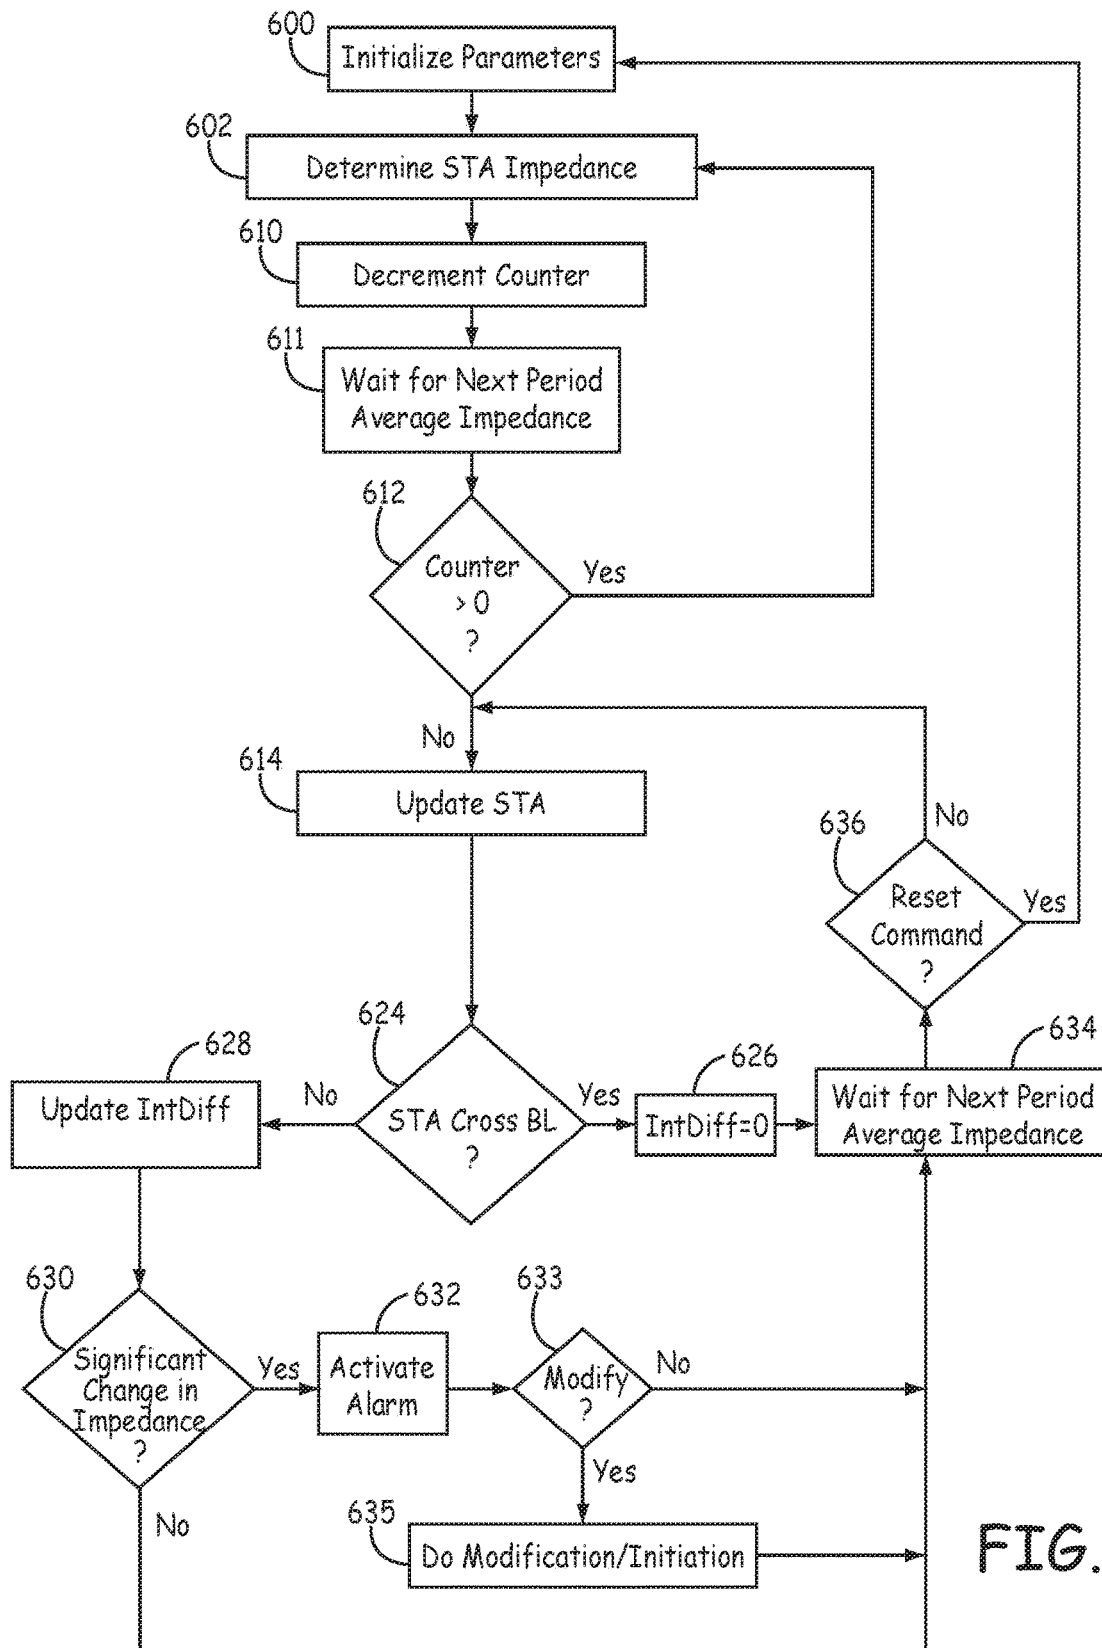 600
Initialize Parameters
602
Determine STA Impedance
610
Decrement Counter
611
Wait for Next Period
Average Impedance
612
Counter
> 0
?
Yes
No
614
Update STA
636
No
Reset
Command
?
Yes
624
STA Cross BL
?
No
Yes
628
Update IntDiff
626
IntDiff=0
634
Wait for Next Period
Average Impedance
630
Significant
Change in
Impedance
?
Yes
No
632
Activate
Alarm
633
Modify
?
No
Yes
635
Do Modification/Initiation
FIG.